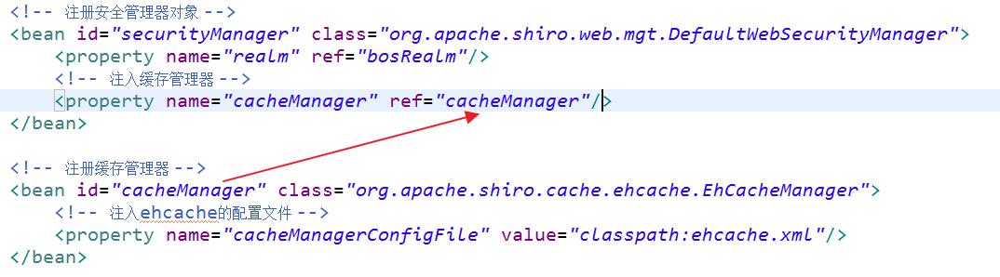 <!-- 注册安全管理器对象 -->
<bean id="securityManager" class="org.apache.shiro.web.mgt.DefaultWebSecurityManager">
<property name="realm" ref="bosRealm"/>
<!-- 注入缓存管理器 -->
<property name="cacheManager" ref="cacheManager"/>
</bean>
<!-- 注册缓存管理器 -->
<bean id="cacheManager" class="org.apache.shiro.cache.ehcache.EhCacheManager">
<!-- 注入ehcache的配置文件 -->
<property name="cacheManagerConfigFile" value="classpath:ehcache.xml"/>
</bean>